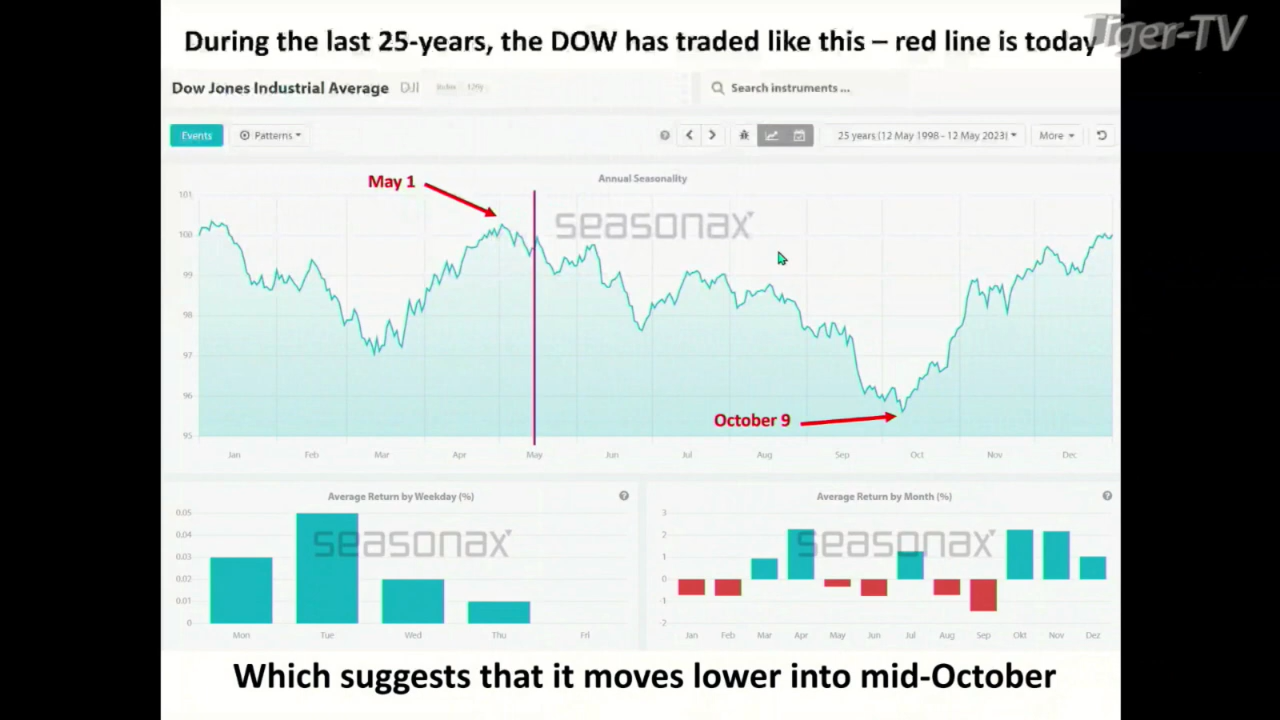 During the last 25-years, the DOW has traded like this – red line is today
Tiger-TV
Dow Jones Industrial Average DJI Index
Search instruments ...
Events
Patterns
25 years (12 May 1998 - 12 May 2023)
More
Annual Seasonality
May 1
seasonax
101
100
99
98
97
96
95
October 9
Jan Feb Mar Apr May Jun Jul Aug Sep Oct Nov Dec
Average Return by Weekday (%)
seasonax
0.05
0.04
0.03
0.02
0.01
0
Mon Tue Wed Thu Fri
Average Return by Month (%)
seasonax
3
2
1
0
-1
-2
Jan Feb Mar Apr May Jun Jul Aug Sep Okt Nov Dez
Which suggests that it moves lower into mid-October